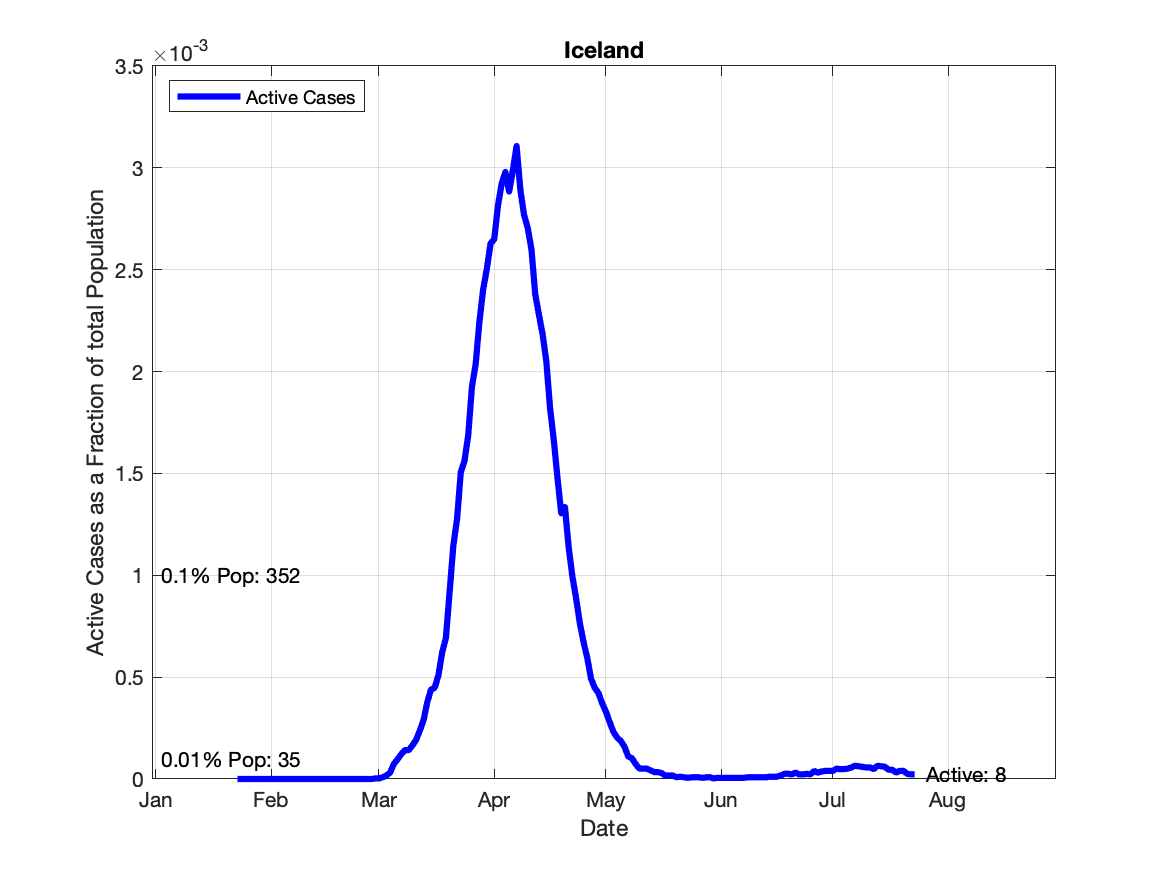 Iceland
×10-3
Active Cases
3.5
3
2.5
2
1.5
1
0.5
0
Active Cases as a Fraction of total Population
0.1% Pop: 352
0.01% Pop: 35
Active: 8
Jan Feb Mar Apr May Jun Jul Aug
Date